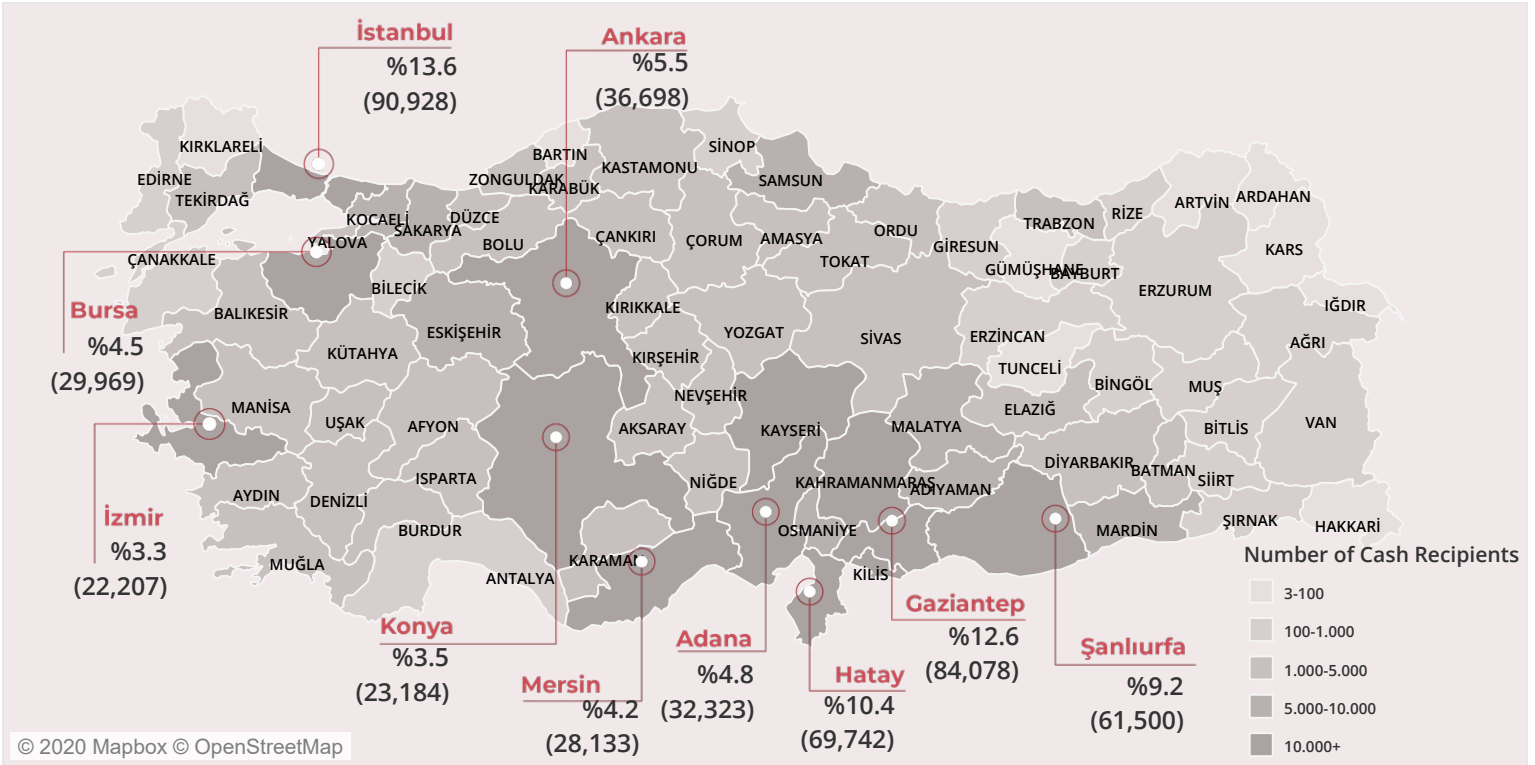 İstanbul
%13.6
(90,928)
Ankara
%5.5
(36,698)
KIRKLARELİ
EDİRNE
TEKİRDAĞ
BARTIN
ZONGULDAK
KARABÜK
KASTAMONU
SİNOP
SAMSUN
KOCAELİ
SAKARYA
DÜZCE
YALOVA
BOLU
ÇANKIRI
ÇORUM
AMASYA
ORDU
TOKAT
GİRESUN
TRABZON
RİZE
ARTVİN
ARDAHAN
KARS
GÜMÜŞHANE
BAYBURT
ERZURUM
IĞDIR
AĞRI
ÇANAKKALE
BALIKESİR
BİLECİK
ESKİŞEHİR
KÜTAHYA
KIRIKKALE
YOZGAT
SİVAS
ERZİNCAN
TUNCELİ
BİNGÖL
MUŞ
KIRŞEHİR
NEVŞEHİR
MANİSA
UŞAK
AFYON
AKSARAY
KAYSERİ
MALATYA
ELAZIĞ
BİTLİS
VAN
DİYARBAKIR
BATMAN
SİİRT
AYDIN
DENİZLİ
ISPARTA
NİĞDE
KAHRAMANMARAŞ
ADIYAMAN
BURDUR
OSMANİYE
MARDİN
ŞIRNAK
HAKKARİ
MUĞLA
ANTALYA
KARAMAN
KİLİS
Bursa
%4.5
(29,969)
İzmir
%3.3
(22,207)
Konya
%3.5
(23,184)
Mersin
%4.2
(28,133)
Adana
%4.8
(32,323)
Hatay
%10.4
(69,742)
Gaziantep
%12.6
(84,078)
Şanlıurfa
%9.2
(61,500)
Number of Cash Recipients
3-100
100-1.000
1.000-5.000
5.000-10.000
10.000+
© 2020 Mapbox © OpenStreetMap